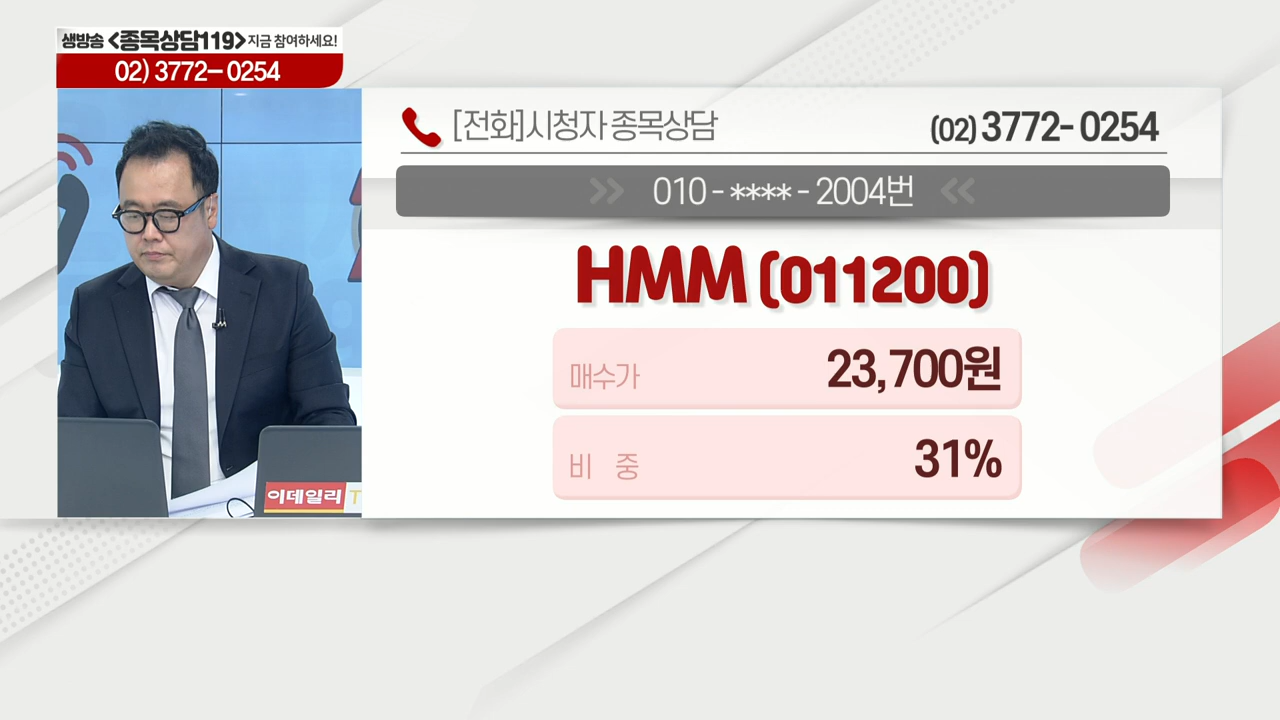 생방송 <종목상담119> 지금 참여하세요!
02) 3772-0254
[전화]시청자 종목상담
(02) 3772-0254
010-****-2004번
HMM (011200)
매수가 23,700원
비 중 31%
이데일리 T